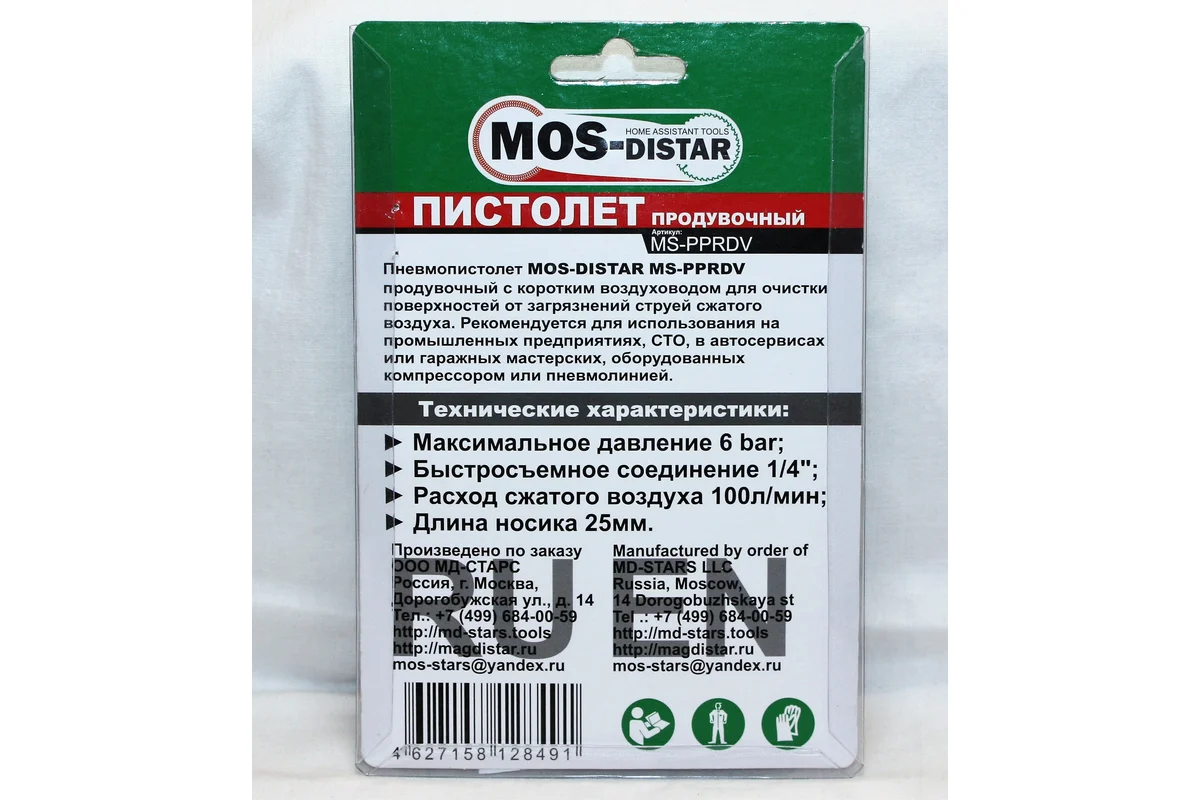 HOME ASSISTANT TOOLS
MOS-DISTAR
ПИСТОЛЕТ ПРОДУВОЧНЫЙ
Артикул:
MS-PPRDV
Пневмопистолет MOS-DISTAR MS-PPRDV
продувочный с коротким воздуховодом для очистки
поверхностей от загрязнений струей сжатого
воздуха. Рекомендуется для использования на
промышленных предприятиях, СТО, в автосервисах
или гаражных мастерских, оборудованных
компрессором или пневмолинией.
Технические характеристики:
Максимальное давление 6 bar;
Быстросъемное соединение 1/4";
Расход сжатого воздуха 100л/мин;
Длина носика 25мм.
RU
Произведено по заказу
ООО МД-СТАРС
Россия, г. Москва,
Дорогобужская ул., д. 14
Тел.: +7 (499) 684-00-59
http://md-stars.tools
http://magdistar.ru
mos-stars@yandex.ru
EN
Manufactured by order of
MD-STARS LLC
Russia, Moscow,
14 Dorogobuzhskaya st
Tel .: +7 (499) 684-00-59
http://md-stars.tools
http://magdistar.ru
mos-stars@yandex.ru
4 627158 128491